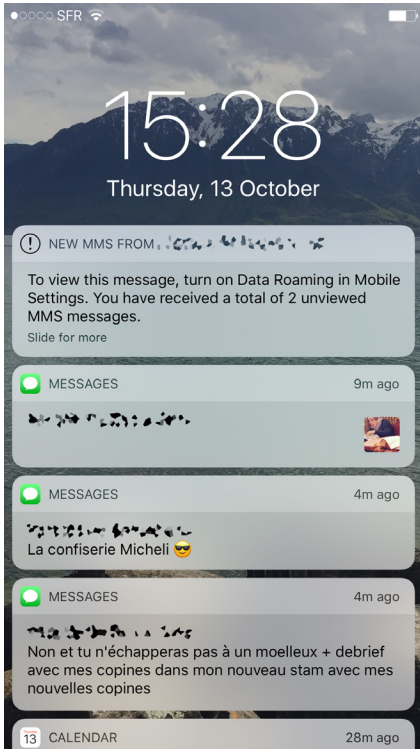 SFR
15:28
Thursday, 13 October
NEW MMS FROM
To view this message, turn on Data Roaming in Mobile
Settings. You have received a total of 2 unviewed
MMS messages.
Slide for more
MESSAGES 9m ago
MESSAGES 4m ago
La confiserie Micheli 😎
MESSAGES 4m ago
Non et tu n'échapperas pas à un moelleux + debrief
avec mes copines dans mon nouveau stam avec mes
nouvelles copines
13 CALENDAR 28m ago